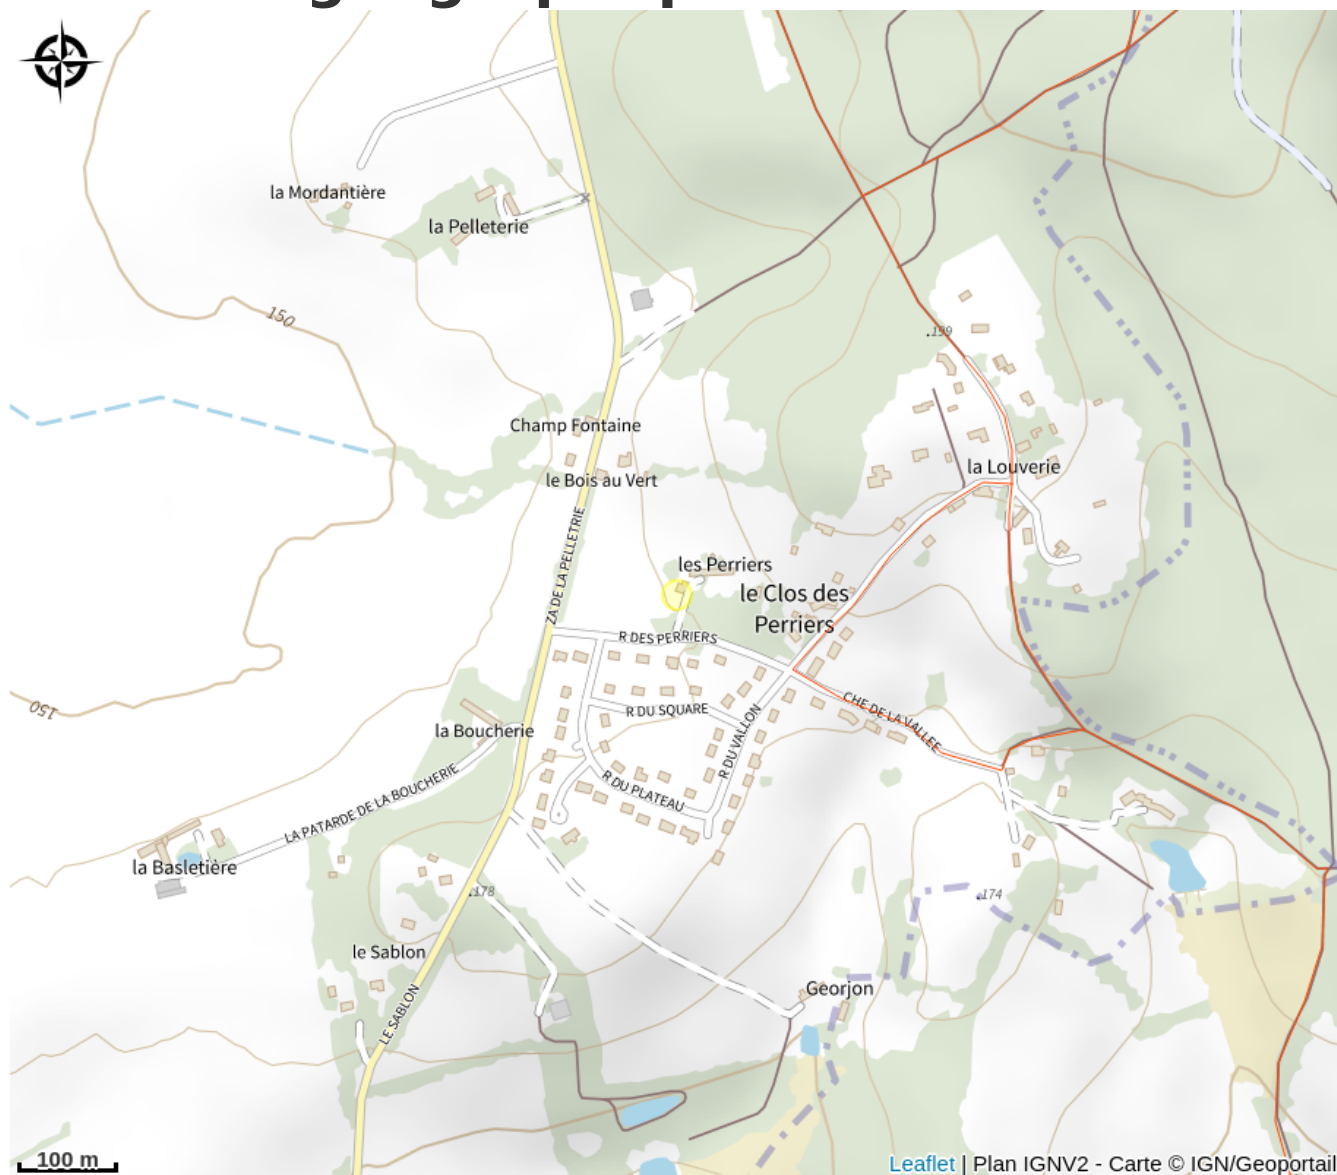 la Mordantière
la Pelleterie
150
.199
Champ Fontaine
la Louverie
le Bois au Vert
ZA DE LA PELLETRIE
les Perriers
le Clos des
Perriers
R DES PERRIERS
150
R DU SQUARE
CHE DE LA VALLEE
la Boucherie
R DU VALLON
R DU PLATEAU
LA PATARDE DE LA BOUCHERIE
la Basletière
.178
.174
le Sablon
Georjon
LE SABLON
100 m
Leaflet | Plan IGNV2 - Carte © IGN/Geoportail